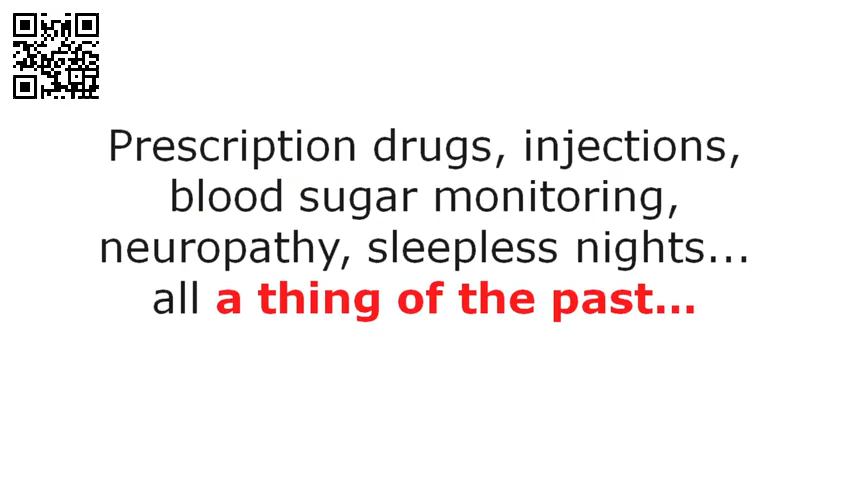 Prescription drugs, injections,
blood sugar monitoring,
neuropathy, sleepless nights...
all a thing of the past...